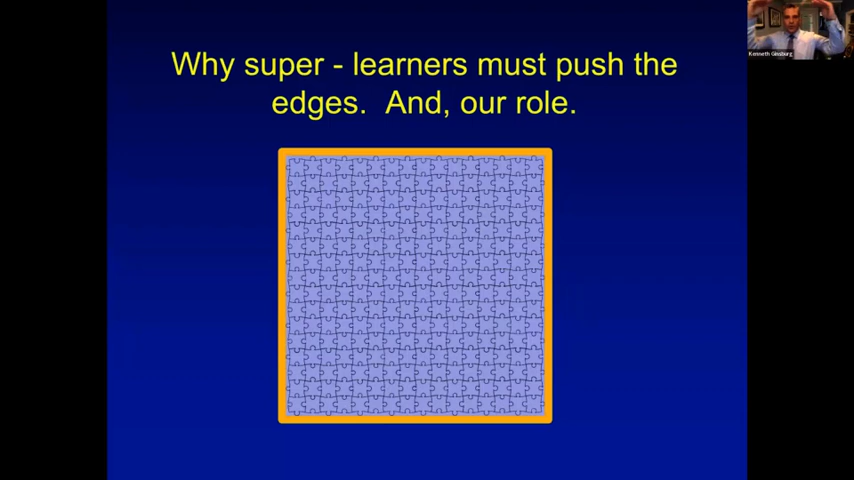 Why super - learners must push the
edges.  And, our role.
Kenneth Ginsburg